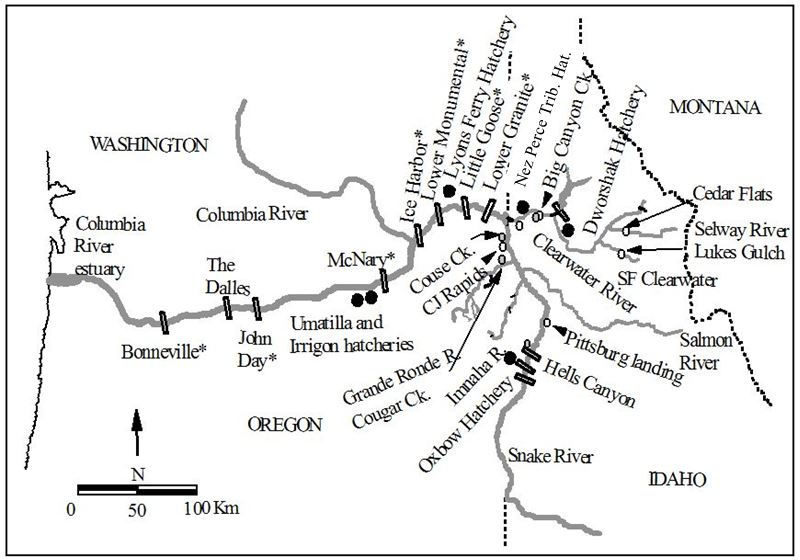 MONTANA
WASHINGTON
Ice Harbor*
Lower Monumental*
Lyons Ferry Hatchery
Little Goose*
Lower Granite*
Nez Perce Trib. Hat.
Big Canyon Ck.
Dworshak Hatchery
Cedar Flats
Selway River
Lukes Gulch
SF Clearwater
Clearwater River
Columbia River
Columbia
River
estuary
The
Dalles
McNary*
Couse Ck.
CJ Rapids
Bonneville*
John
Day*
Umatilla and
Irrigon hatcheries
Grande Ronde R.
Cougar Ck.
Imnaha R.
Oxbow Hatchery
Pittsburg landing
Hells Canyon
Salmon
River
OREGON
Snake River
IDAHO
N
0 50 100 Km